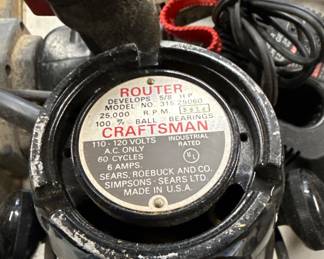 ROUTER
DEVELOPS 5/8 H.P.
MODEL NO. 315.25060
25,000 R.P.M.
100 % BALL BEARINGS
CRAFTSMAN
110 - 120 VOLTS
INDUSTRIAL
RATED
A.C. ONLY
60 CYCLES
6 AMPS.
UL
SEARS, ROEBUCK AND CO.
SIMPSONS - SEARS LTD
MADE IN U.S.A.